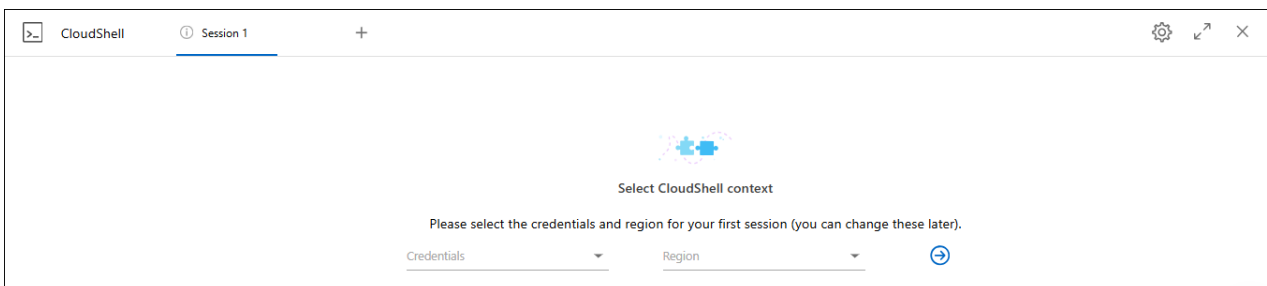 CloudShell
Session 1
Select CloudShell context
Please select the credentials and region for your first session (you can change these later).
Credentials
Region